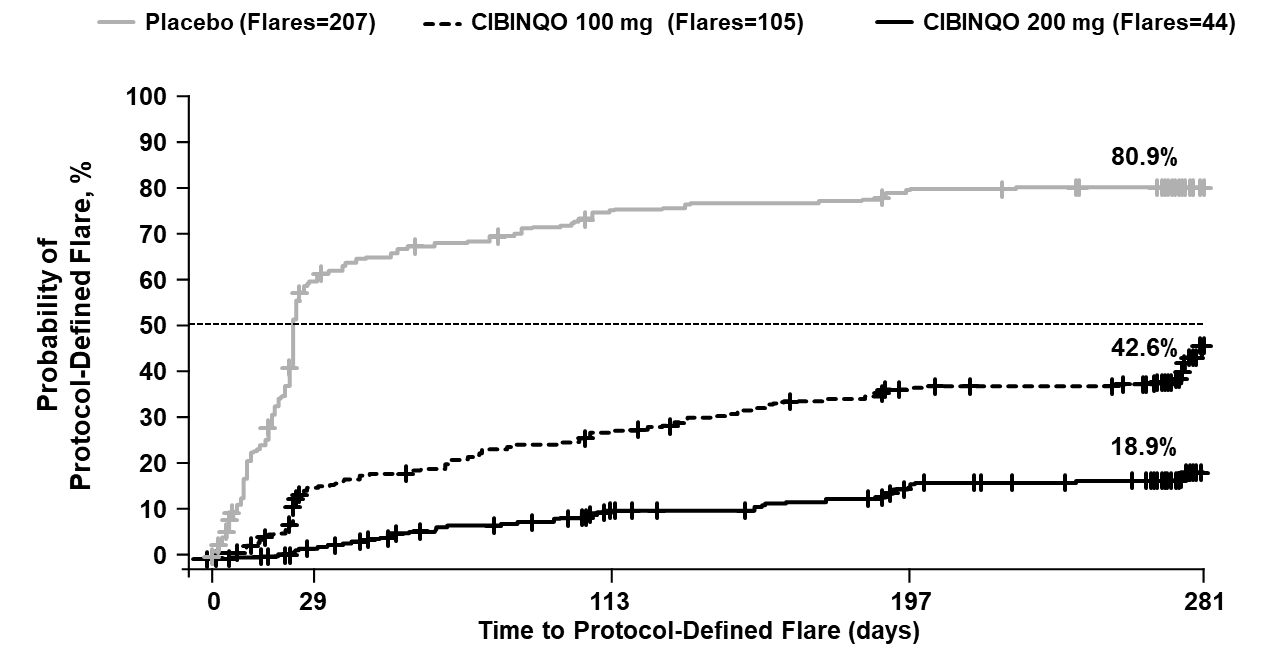 Placebo (Flares=207) CIBINQO 100 mg (Flares=105) CIBINQO 200 mg (Flares=44)
Probability of
Protocol-Defined Flare, %
100
90
80
70
60
50
40
30
20
10
0
80.9%
42.6%
18.9%
0 29 113 197 281
Time to Protocol-Defined Flare (days)